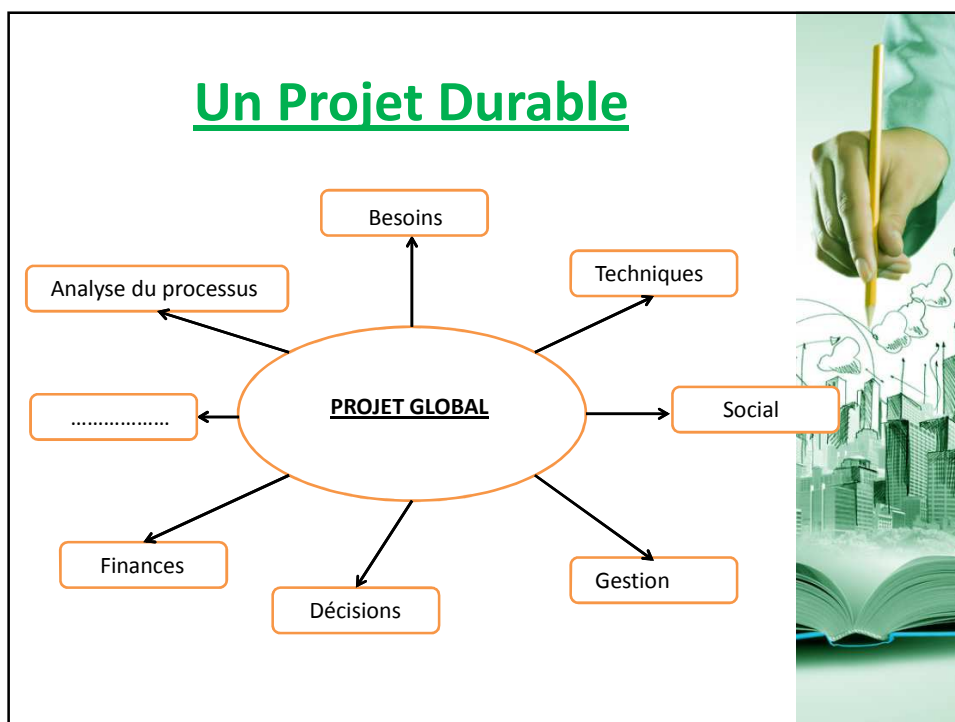 Un Projet Durable
Besoins
Techniques
Analyse du processus
PROJET GLOBAL
Social
………………
Finances
Gestion
Décisions